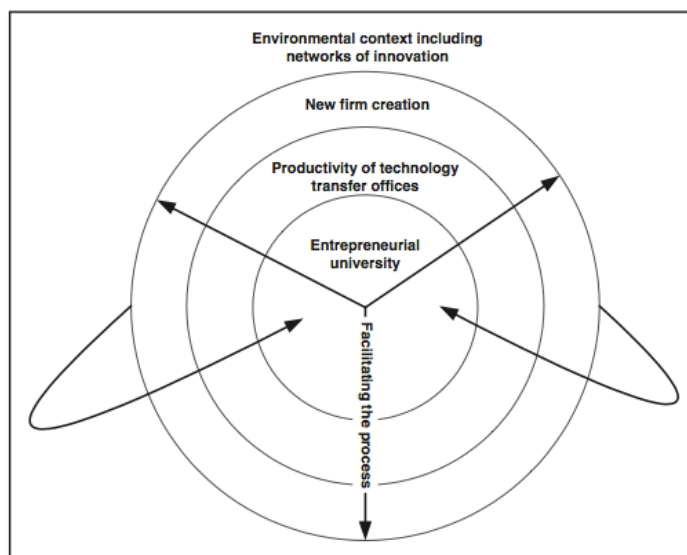 Environmental context including
networks of innovation
New firm creation
Productivity of technology
transfer offices
Entrepreneurial
university
Facilitating the process